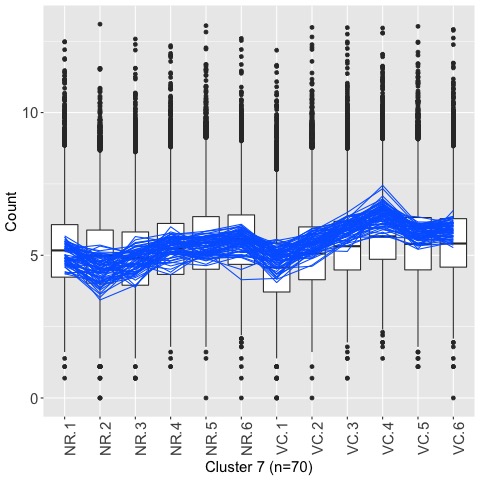 Count
10
5
0
NR.1
NR.2
NR.3
NR.4
NR.5
NR.6
VC.1
VC.2
VC.3
VC.4
VC.5
VC.6
Cluster 7 (n=70)